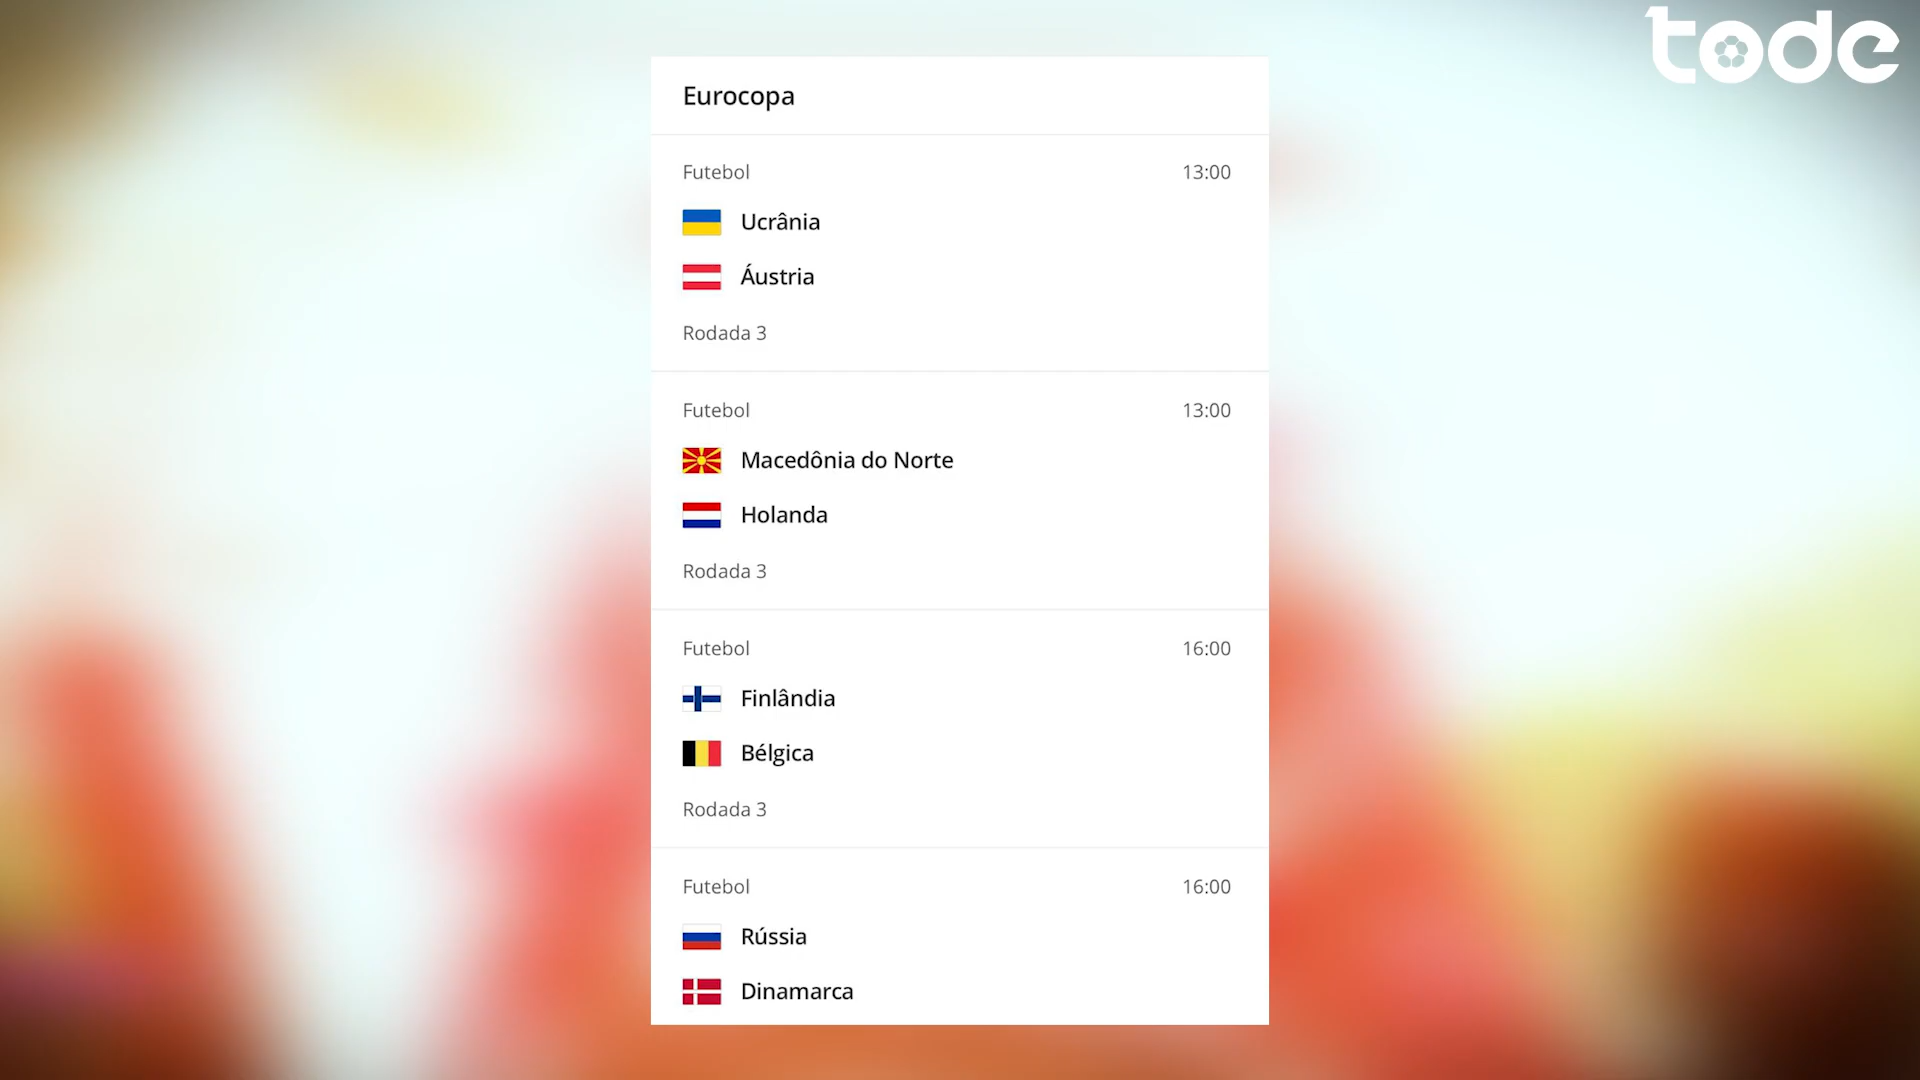 tode
Eurocopa
Futebol 13:00
Ucrânia
Áustria
Rodada 3
Futebol 13:00
Macedônia do Norte
Holanda
Rodada 3
Futebol 16:00
Finlândia
Bélgica
Rodada 3
Futebol 16:00
Rússia
Dinamarca